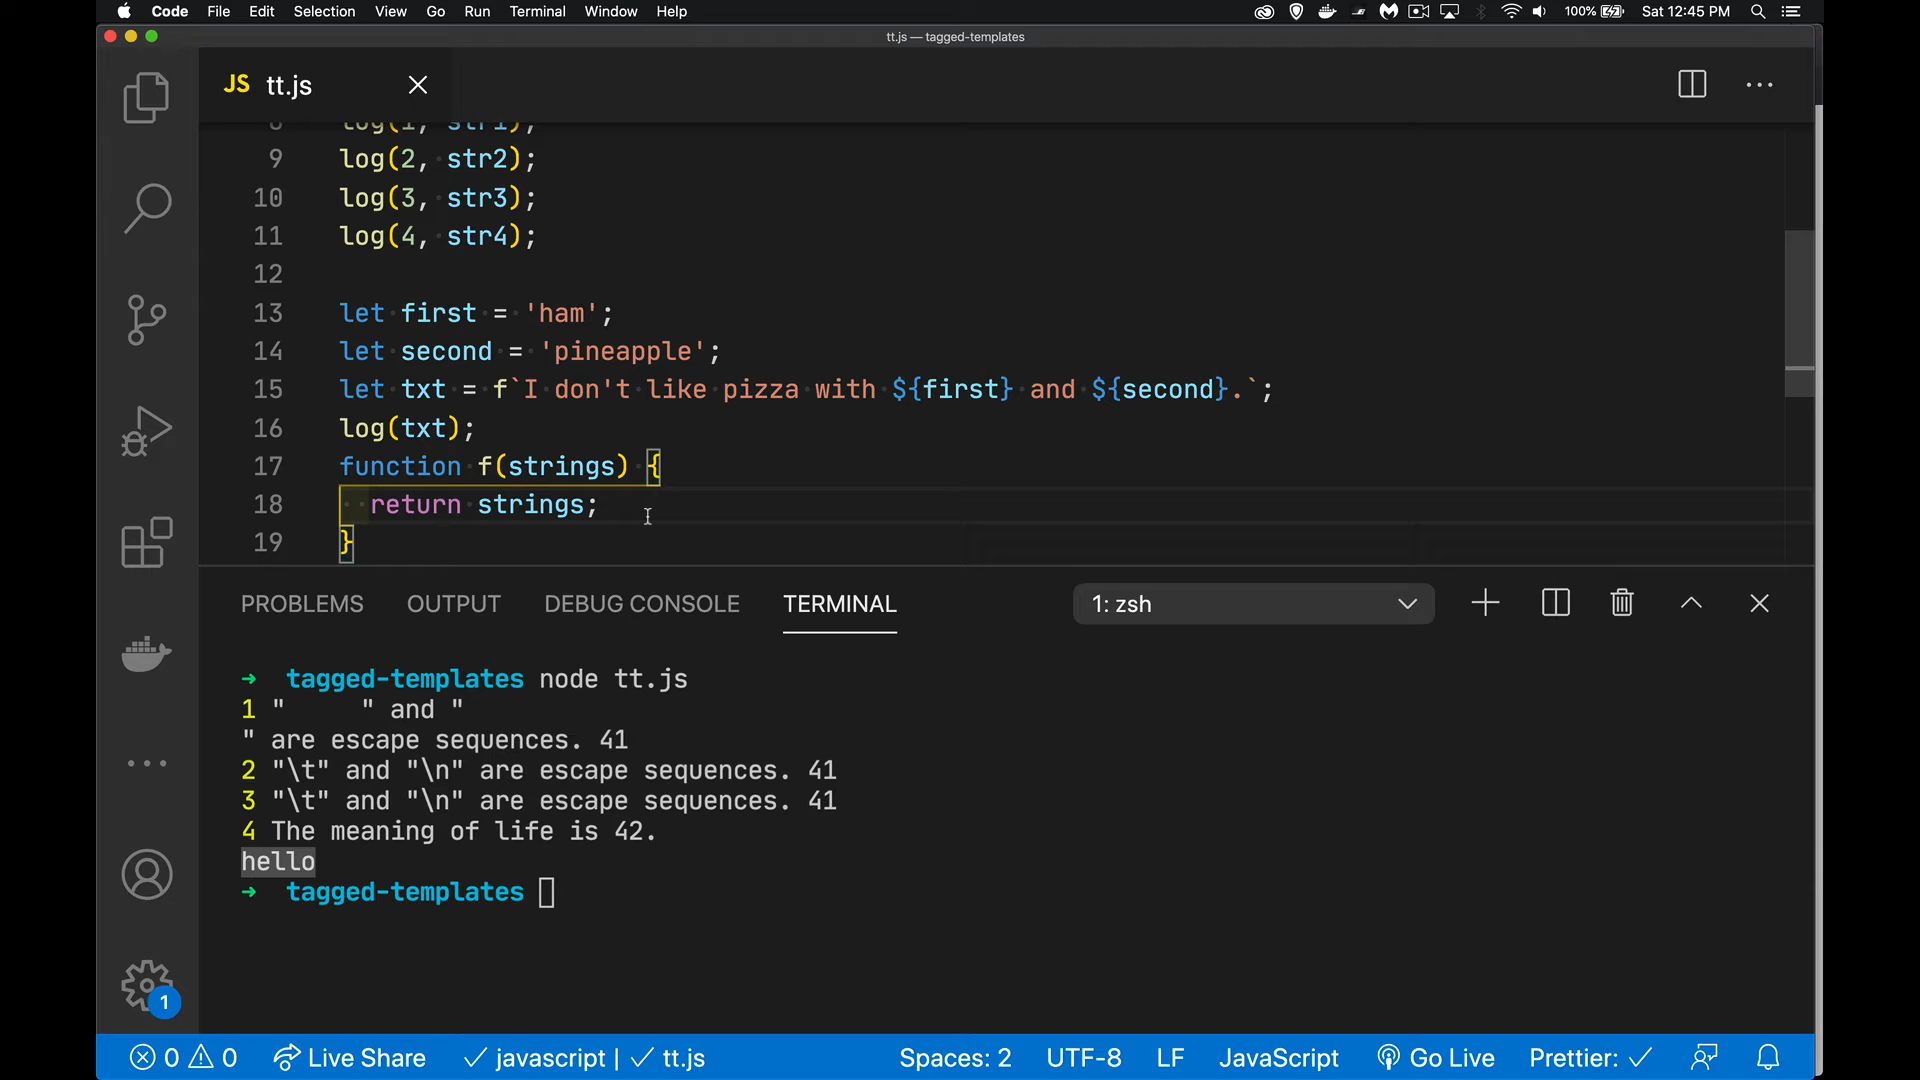 Code File Edit Selection View Go Run Terminal Window Help 100% Sat 12:45 PM
tt.js — tagged-templates
JS tt.js
8 log(1, str1);
9 log(2, str2);
10 log(3, str3);
11 log(4, str4);
12
13 let first = 'ham';
14 let second = 'pineapple';
15 let txt = f`I don't like pizza with ${first} and ${second}.`;
16 log(txt);
17 function f(strings) {
18 return strings;
19 }
PROBLEMS OUTPUT DEBUG CONSOLE TERMINAL 1: zsh
→ tagged-templates node tt.js
1 " " and "
" are escape sequences. 41
2 "\t" and "\n" are escape sequences. 41
3 "\t" and "\n" are escape sequences. 41
4 The meaning of life is 42.
hello
→ tagged-templates
1
0 0 Live Share ✓ javascript | ✓ tt.js Spaces: 2 UTF-8 LF JavaScript Go Live Prettier: ✓